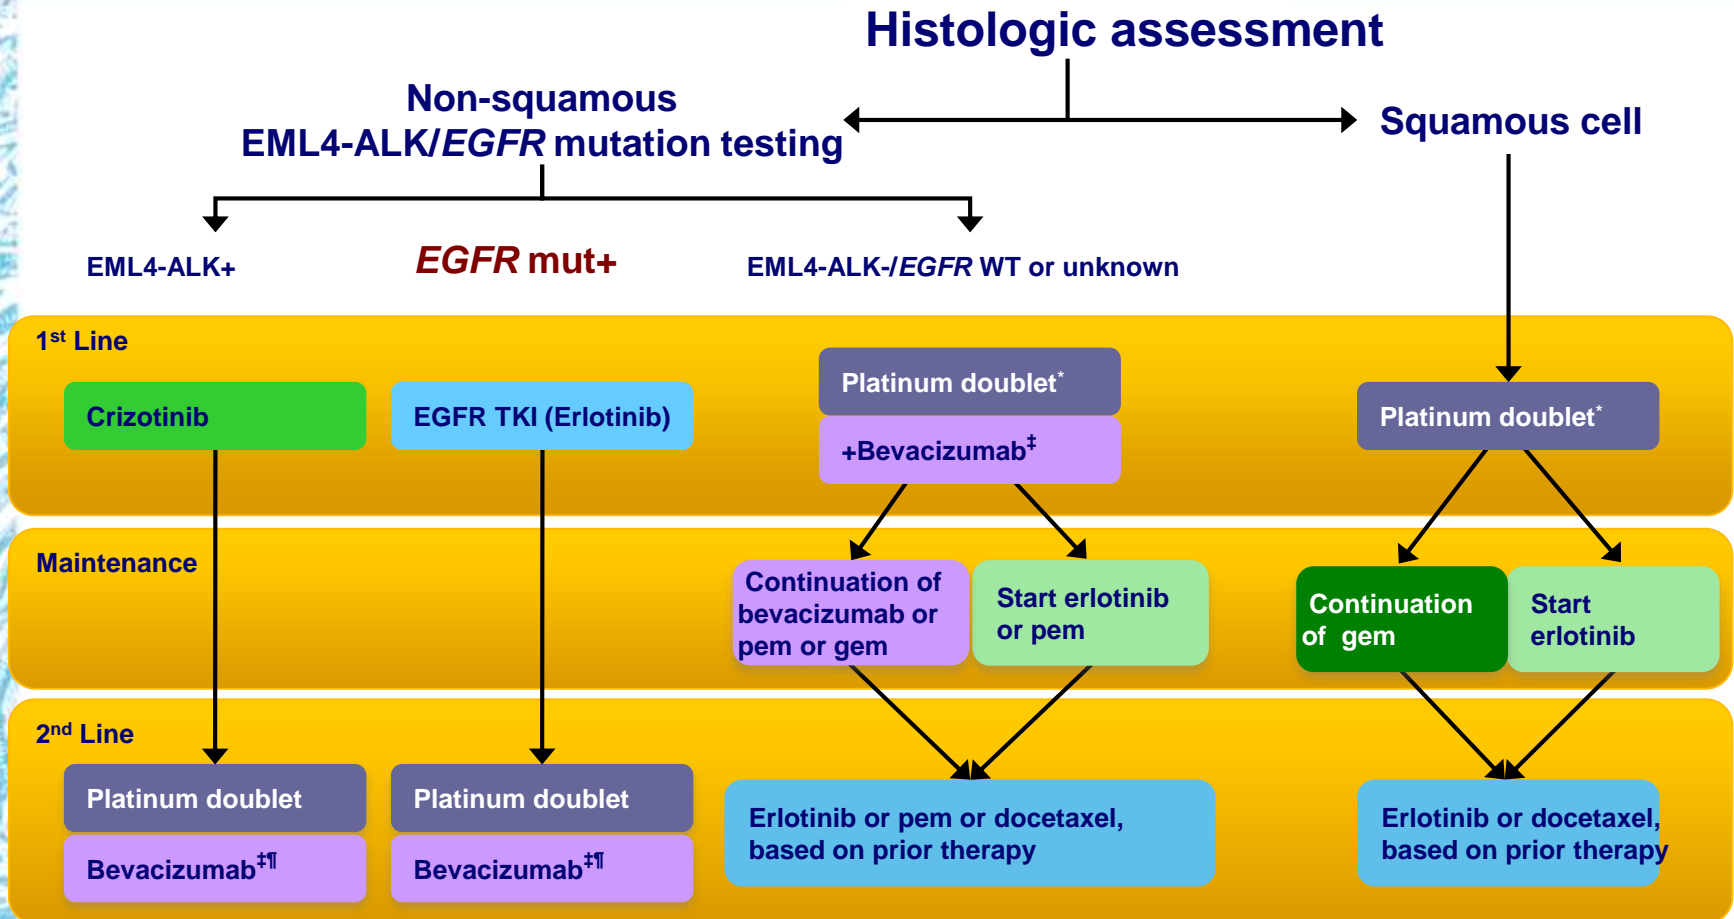 Histologic assessment
Non-squamous
EML4-ALK/EGFR mutation testing
Squamous cell
EML4-ALK+
EGFR mut+
EML4-ALK-/EGFR WT or unknown
1st Line
Crizotinib
EGFR TKI (Erlotinib)
Platinum doublet*
+Bevacizumab‡
Platinum doublet*
Maintenance
Continuation of
bevacizumab or
pem or gem
Start erlotinib
or pem
Continuation
of gem
Start
erlotinib
2nd Line
Platinum doublet
Bevacizumab‡¶
Platinum doublet
Bevacizumab‡¶
Erlotinib or pem or docetaxel,
based on prior therapy
Erlotinib or docetaxel,
based on prior therapy